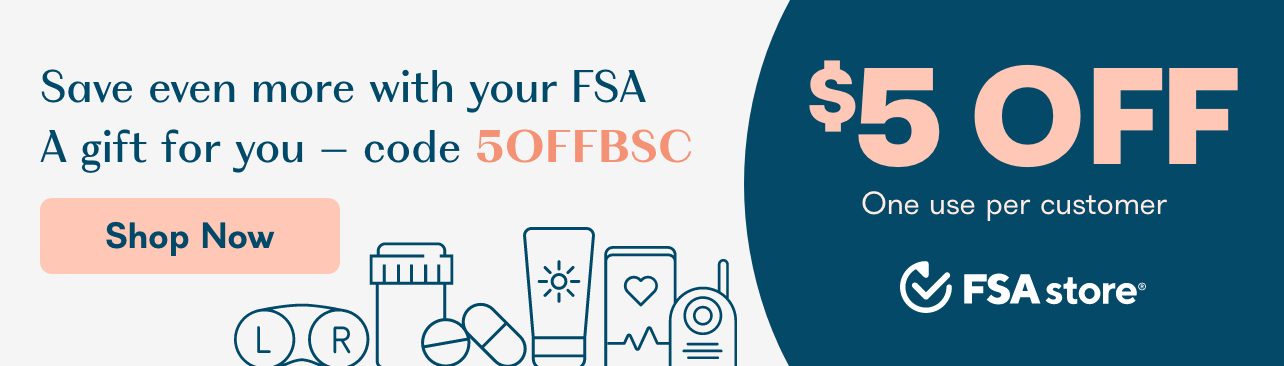 Save even more with your FSA
A gift for you – code 5OFFBSC
Shop Now
L R
$5 OFF
One use per customer
FSA store®